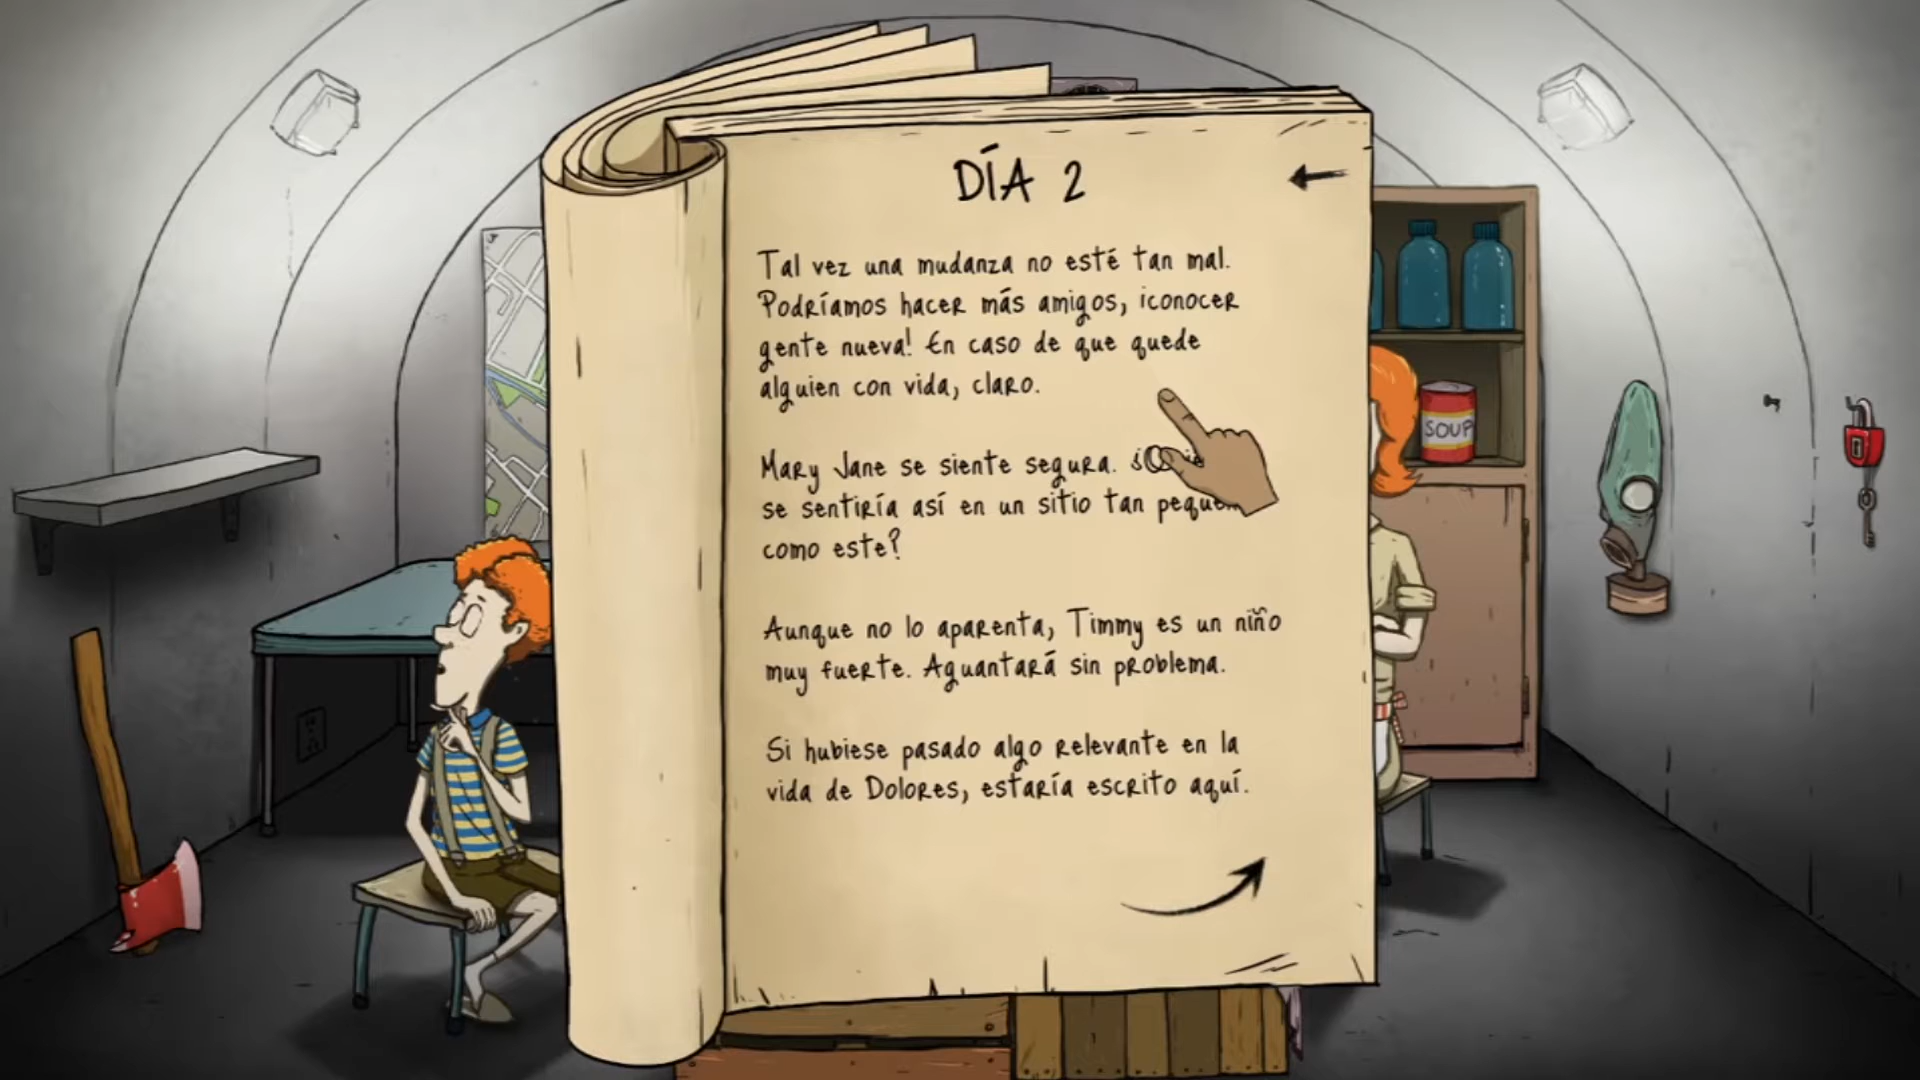 DÍA 2
Tal vez una mudanza no esté tan mal.
Podríamos hacer más amigos, ¡conocer
gente nueva! En caso de que quede
alguien con vida, claro.
Mary Jane se siente segura.
se sentiría así en un sitio tan
como este?
Aunque no lo aparenta, Timmy es un niño
muy fuerte. Aguantará sin problema.
Si hubiese pasado algo relevante en la
vida de Dolores, estaría escrito aquí.
SOUP